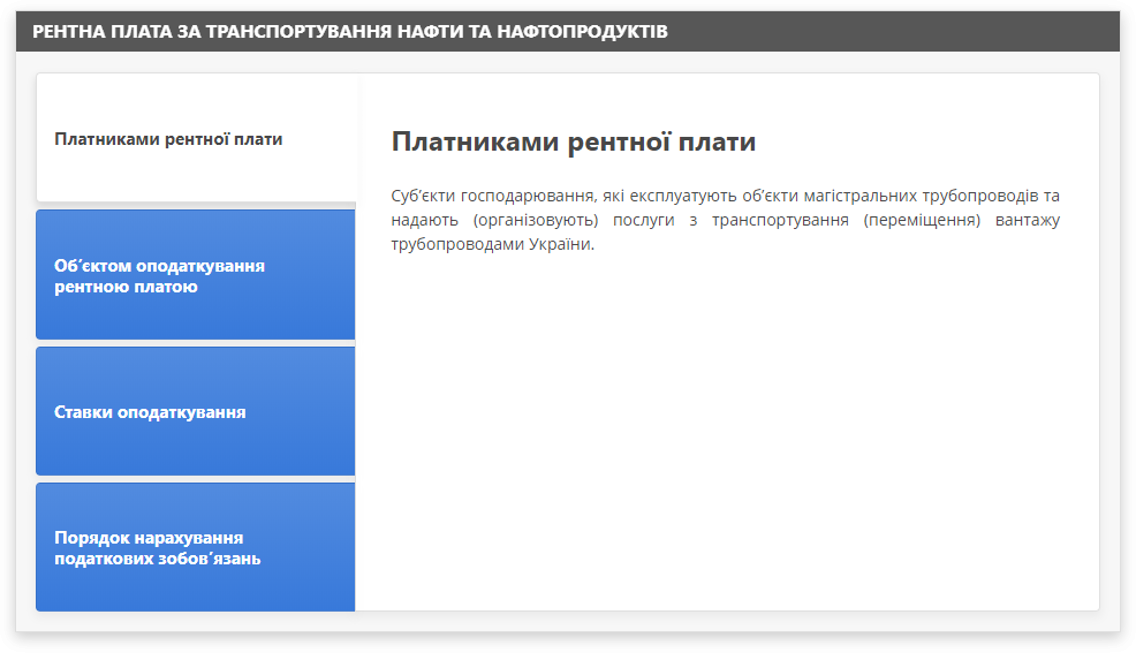 РЕНТНА ПЛАТА ЗА ТРАНСПОРТУВАННЯ НАФТИ ТА НАФТОПРОДУКТІВ
Платниками рентної плати
Об’єктом оподаткування
рентною платою
Ставки оподаткування
Порядок нарахування
податкових зобов’язань
Платниками рентної плати
Суб’єкти господарювання, які експлуатують об’єкти магістральних трубопроводів та
надають (організовують) послуги з транспортування (переміщення) вантажу
трубопроводами України.